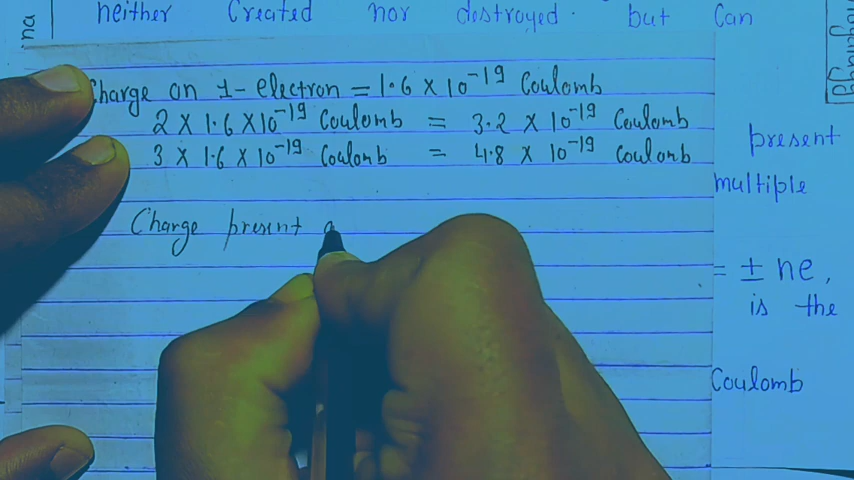 neither Created nor destroyed. but Can
Charge on 1- electron = 1.6 X 10⁻¹⁹ Coulomb
2 X 1.6 X 10⁻¹⁹ Coulomb = 3.2 X 10⁻¹⁹ Coulomb
3 X 1.6 X 10⁻¹⁹ Coulomb = 4.8 X 10⁻¹⁹ Coulomb
Charge present
present
multiple
= ± ne,
is the
Coulomb